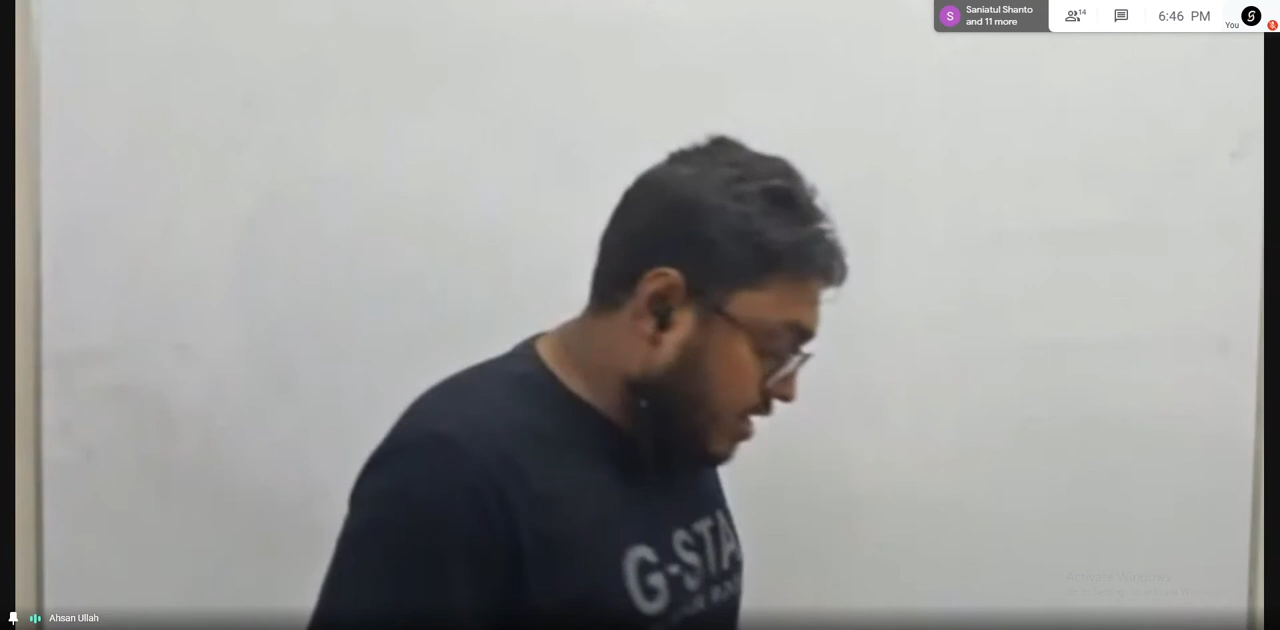 Saniatul Shanto
and 11 more
14
6:46 PM
You
S
G-STA
Activate Windows
Ahsan Ullah